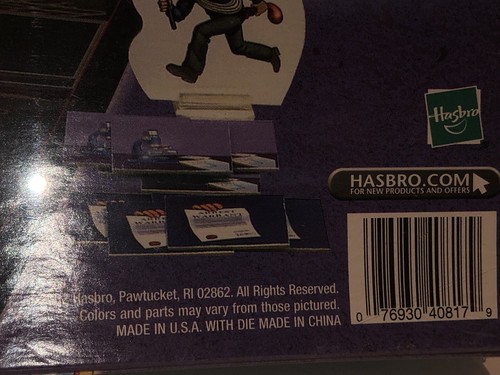 Hasbro
HASBRO.COM
FOR NEW PRODUCTS AND OFFERS
WARRANT
Hasbro, Pawtucket, RI 02862. All Rights Reserved.
Colors and parts may vary from those pictured.
MADE IN U.S.A. WITH DIE MADE IN CHINA
0 76930 40817 9